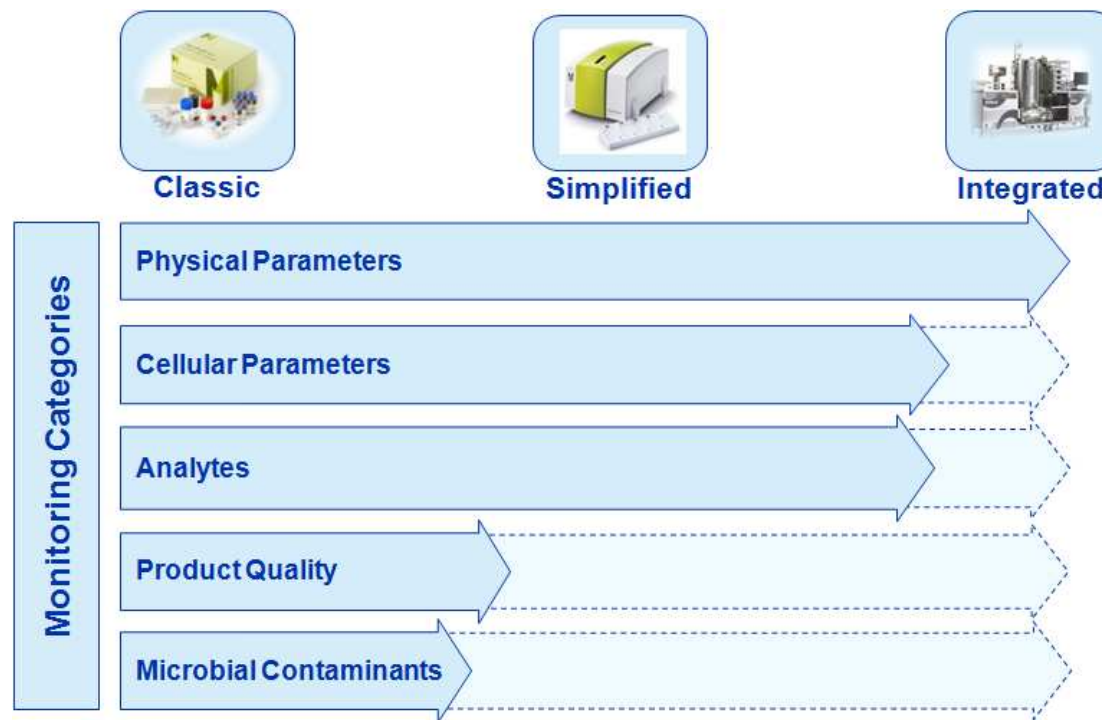 Classic
Simplified
Integrated
Monitoring Categories
Physical Parameters
Cellular Parameters
Analytes
Product Quality
Microbial Contaminants